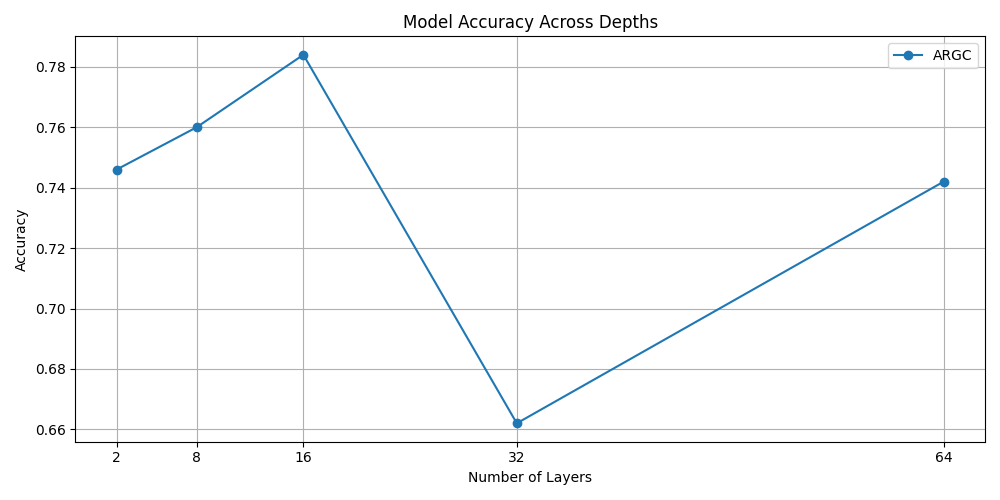 Model Accuracy Across Depths
ARGC
0.78
0.76
0.74
0.72
0.70
0.68
0.66
Accuracy
2 8 16 32 64
Number of Layers